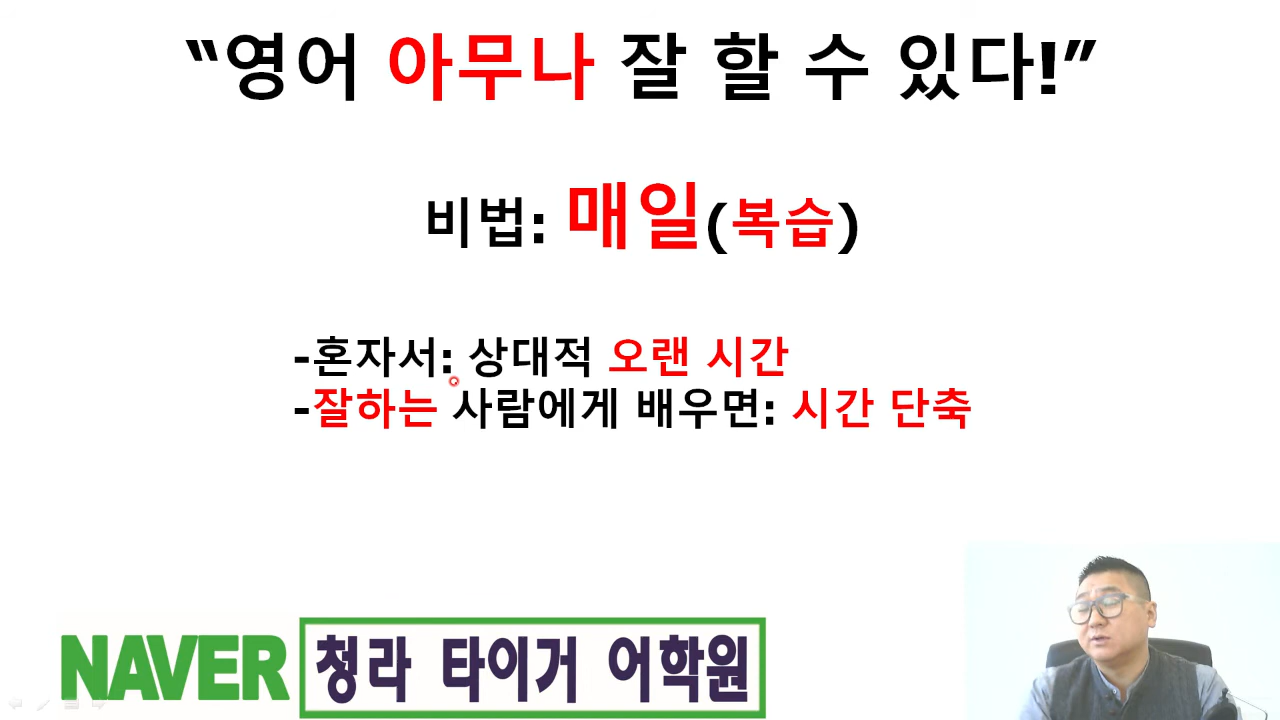 “영어 아무나 잘 할 수 있다!”
비법: 매일(복습)
-혼자서: 상대적 오랜 시간
-잘하는 사람에게 배우면: 시간 단축
NAVER 청라 타이거 어학원